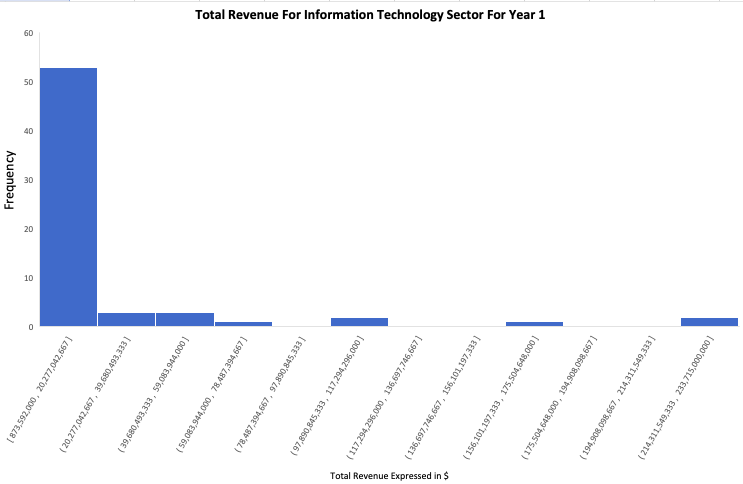 Total Revenue For Information Technology Sector For Year 1
60
50
40
30
20
10
0
Frequency
[ 873,592,000 , 20,277,042,667 ]
( 20,277,042,667 , 39,680,493,333 ]
( 39,680,493,333 , 59,083,944,000 ]
( 59,083,944,000 , 78,487,394,667 ]
( 78,487,394,667 , 97,890,845,333 ]
( 97,890,845,333 , 117,294,296,000 ]
( 117,294,296,000 , 136,697,746,667 ]
( 136,697,746,667 , 156,101,197,333 ]
( 156,101,197,333 , 175,504,648,000 ]
( 175,504,648,000 , 194,908,098,667 ]
( 194,908,098,667 , 214,311,549,333 ]
( 214,311,549,333 , 233,715,000,000 ]
Total Revenue Expressed in $